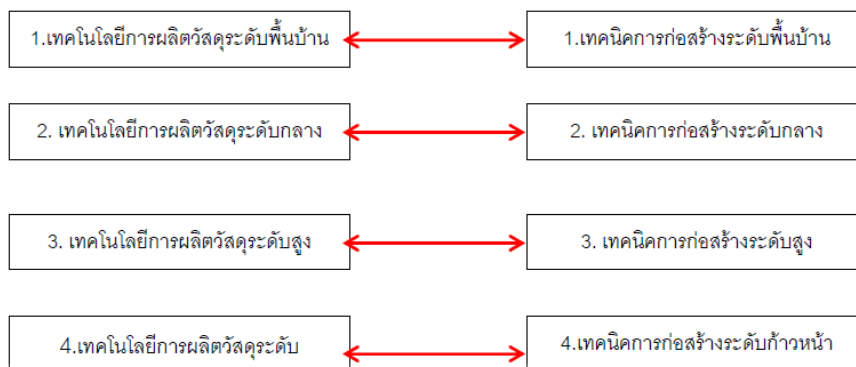 1.เทคโนโลยีการผลิตวัสดุระดับพื้นบ้าน
1.เทคนิคการก่อสร้างระดับพื้นบ้าน
2. เทคโนโลยีการผลิตวัสดุระดับกลาง
2. เทคนิคการก่อสร้างระดับกลาง
3. เทคโนโลยีการผลิตวัสดุระดับสูง
3. เทคนิคการก่อสร้างระดับสูง
4.เทคโนโลยีการผลิตวัสดุระดับ
4.เทคนิคการก่อสร้างระดับก้าวหน้า